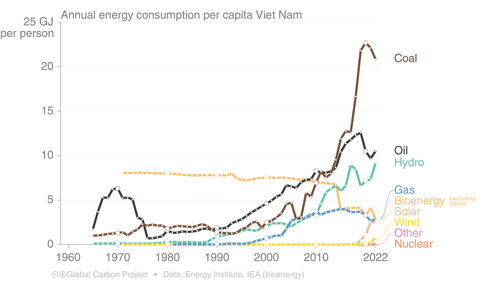 Annual energy consumption per capita Viet Nam
25 GJ
per person
20
15
10
5
0
Coal
Oil
Hydro
Gas
Bioenergy excluding liquids
Solar
Wind
Other
Nuclear
1960 1970 1980 1990 2000 2010 2022
Global Carbon Project • Data: Energy Institute, IEA (bioenergy)